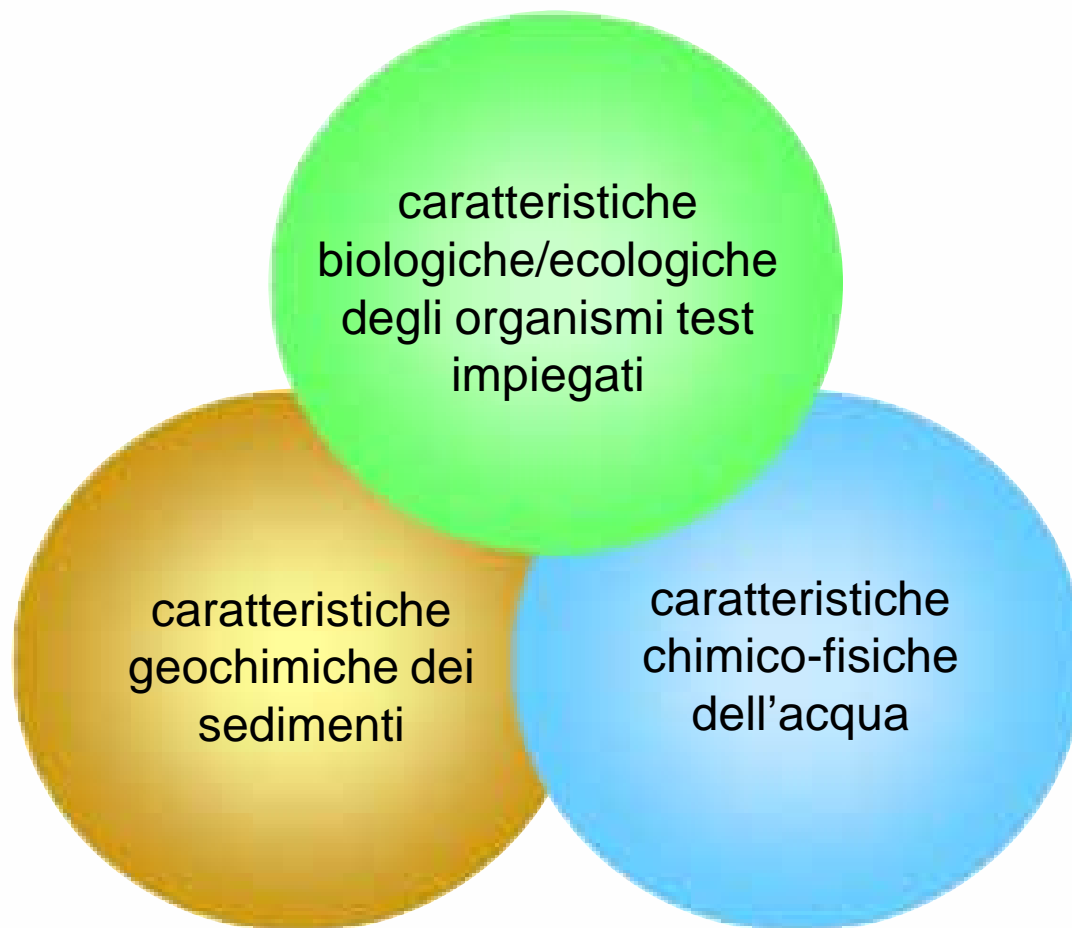 caratteristiche
biologiche/ecologiche
degli organismi test
impiegati
caratteristiche
geochimiche dei
sedimenti
caratteristiche
chimico-fisiche
dell’acqua